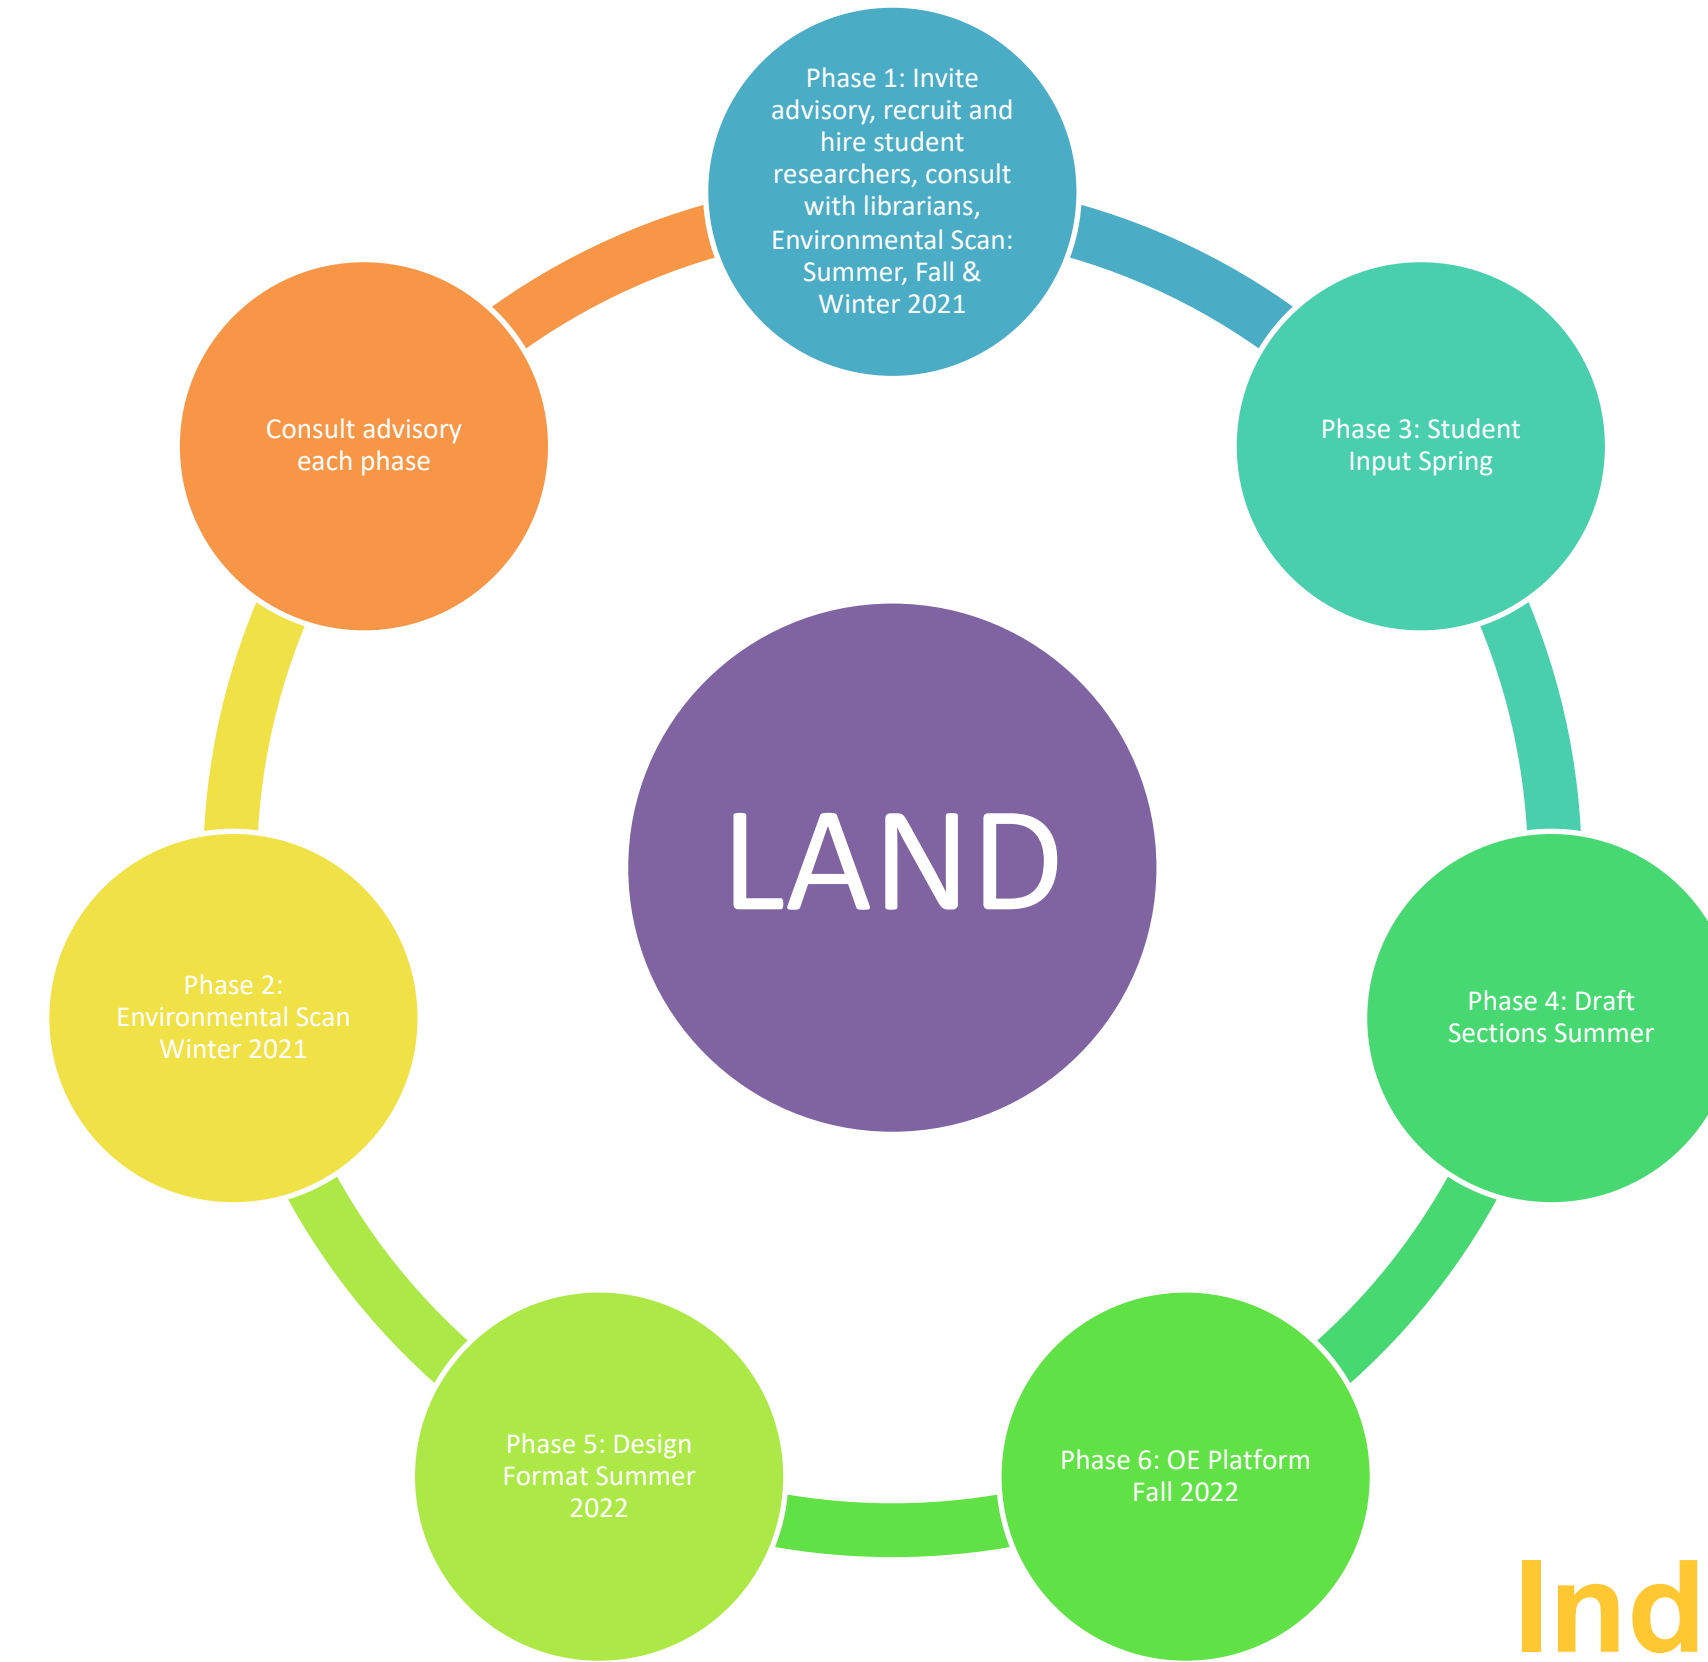 Phase 1: Invite
advisory, recruit and
hire student
researchers, consult
with librarians,
Environmental Scan:
Summer, Fall &
Winter 2021
Consult advisory
each phase
Phase 3: Student
Input Spring
LAND
Phase 2:
Environmental Scan
Winter 2021
Phase 4: Draft
Sections Summer
Phase 5: Design
Format Summer
2022
Phase 6: OE Platform
Fall 2022
Ind